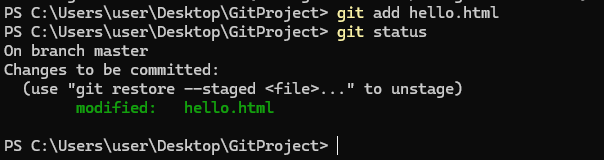 PS C:\Users\user\Desktop\GitProject> git add hello.html
PS C:\Users\user\Desktop\GitProject> git status
On branch master
Changes to be committed:
  (use "git restore --staged <file>..." to unstage)
        modified:   hello.html

PS C:\Users\user\Desktop\GitProject>